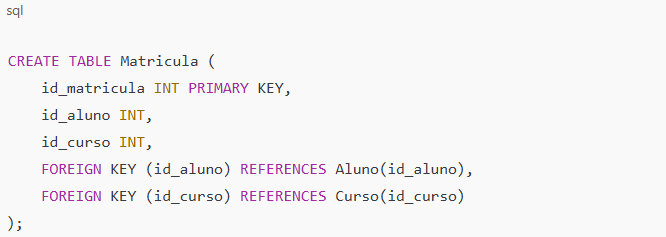 sql
CREATE TABLE Matricula (
    id_matricula INT PRIMARY KEY,
    id_aluno INT,
    id_curso INT,
    FOREIGN KEY (id_aluno) REFERENCES Aluno(id_aluno),
    FOREIGN KEY (id_curso) REFERENCES Curso(id_curso)
);